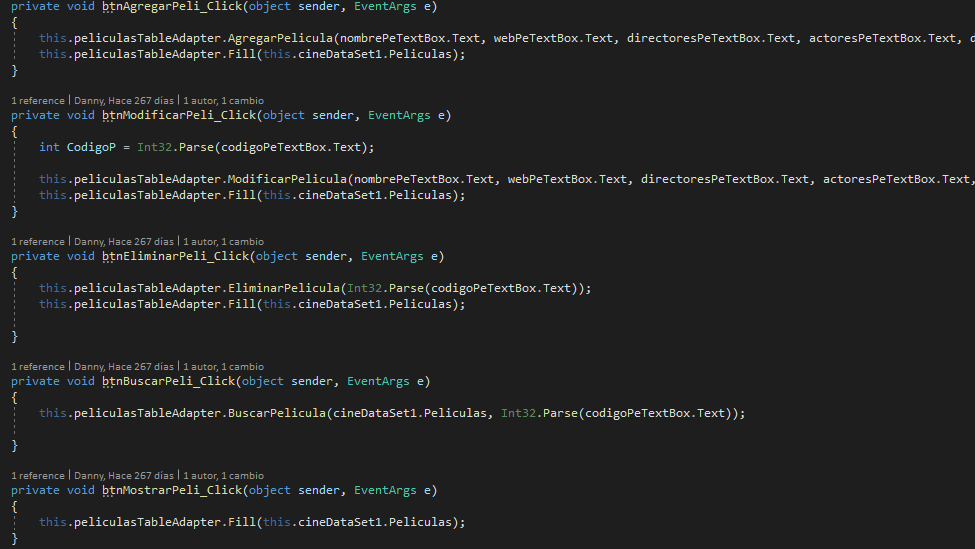 private void btnAgregarPeli_Click(object sender, EventArgs e)
{
this.peliculasTableAdapter.AgregarPelicula(nombrePeTextBox.Text, webPeTextBox.Text, directoresPeTextBox.Text, actoresPeTextBox.Text, d
this.peliculasTableAdapter.Fill(this.cineDataSet1.Peliculas);
}
1 reference | Danny, Hace 267 días | 1 autor, 1 cambio
private void btnModificarPeli_Click(object sender, EventArgs e)
{
int CodigoP = Int32.Parse(codigoPeTextBox.Text);
this.peliculasTableAdapter.ModificarPelicula(nombrePeTextBox.Text, webPeTextBox.Text, directoresPeTextBox.Text, actoresPeTextBox.Text,
this.peliculasTableAdapter.Fill(this.cineDataSet1.Peliculas);
}
1 reference | Danny, Hace 267 días | 1 autor, 1 cambio
private void btnEliminarPeli_Click(object sender, EventArgs e)
{
this.peliculasTableAdapter.EliminarPelicula(Int32.Parse(codigoPeTextBox.Text));
this.peliculasTableAdapter.Fill(this.cineDataSet1.Peliculas);
}
1 reference | Danny, Hace 267 días | 1 autor, 1 cambio
private void btnBuscarPeli_Click(object sender, EventArgs e)
{
this.peliculasTableAdapter.BuscarPelicula(cineDataSet1.Peliculas, Int32.Parse(codigoPeTextBox.Text));
}
1 reference | Danny, Hace 267 días | 1 autor, 1 cambio
private void btnMostrarPeli_Click(object sender, EventArgs e)
{
this.peliculasTableAdapter.Fill(this.cineDataSet1.Peliculas);
}